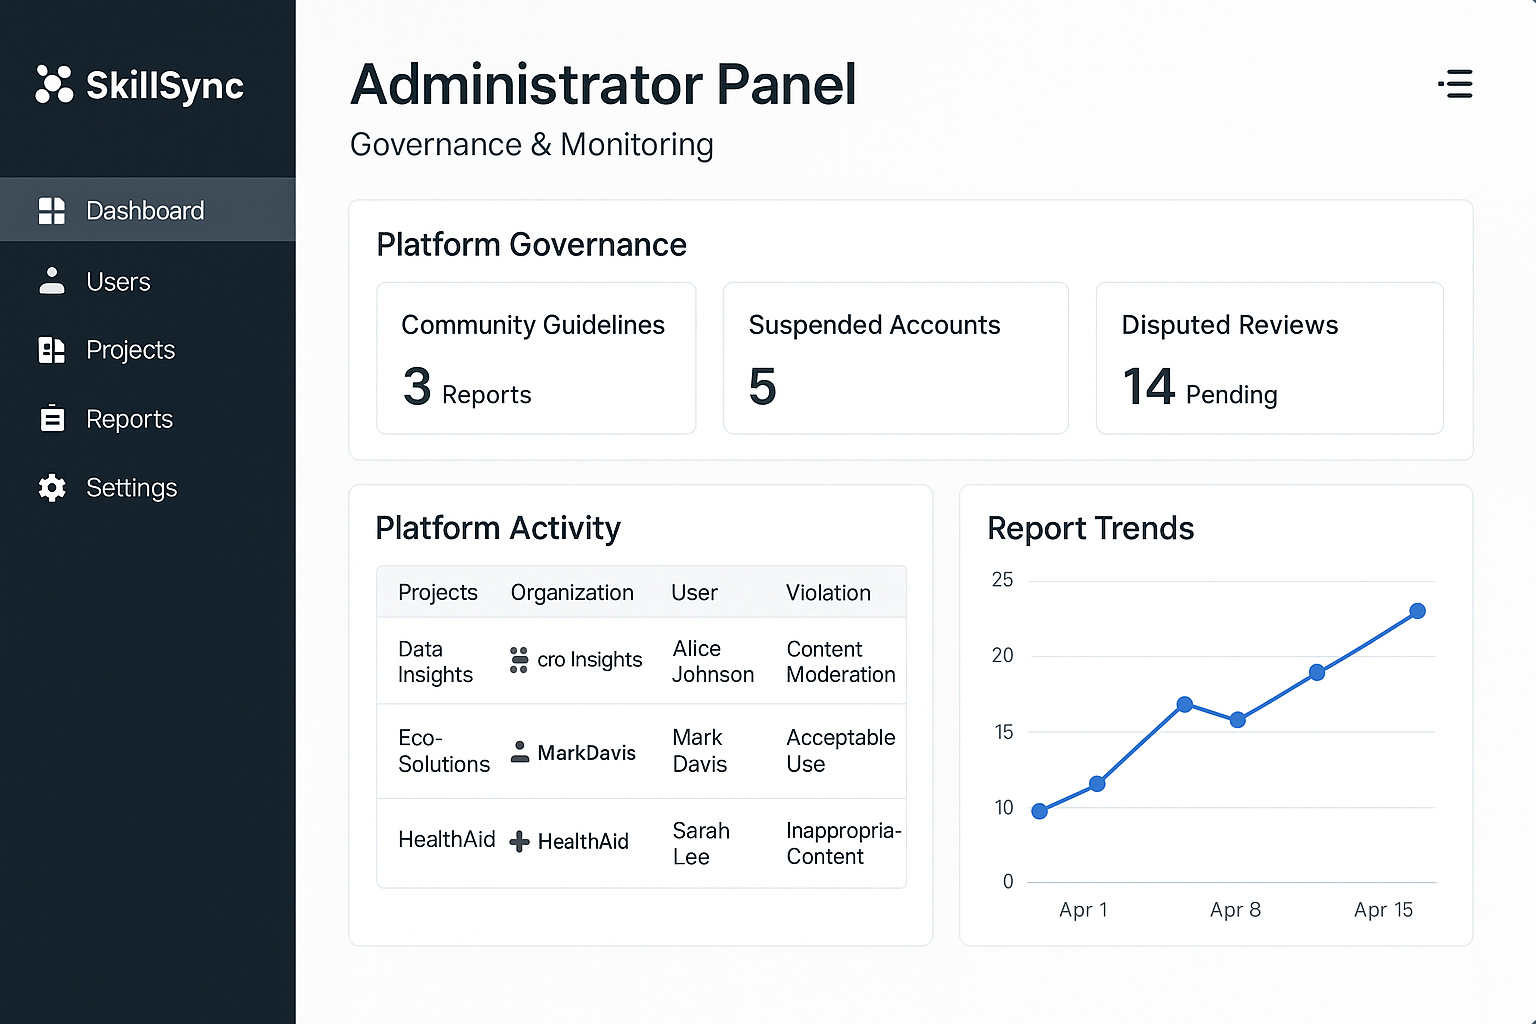 SkillSync
Dashboard
Users
Projects
Reports
Settings
Administrator Panel
Governance & Monitoring
Platform Governance
Community Guidelines
3 Reports
Suspended Accounts
5
Disputed Reviews
14 Pending
Platform Activity
Projects Organization User Violation
Data
Insights
cro Insights
Alice
Johnson
Content
Moderation
Eco-
Solutions
MarkDavis
Mark
Davis
Acceptable
Use
HealthAid
HealthAid
Sarah
Lee
Inappropria-
Content
Report Trends
25
20
15
10
0
Apr 1 Apr 8 Apr 15